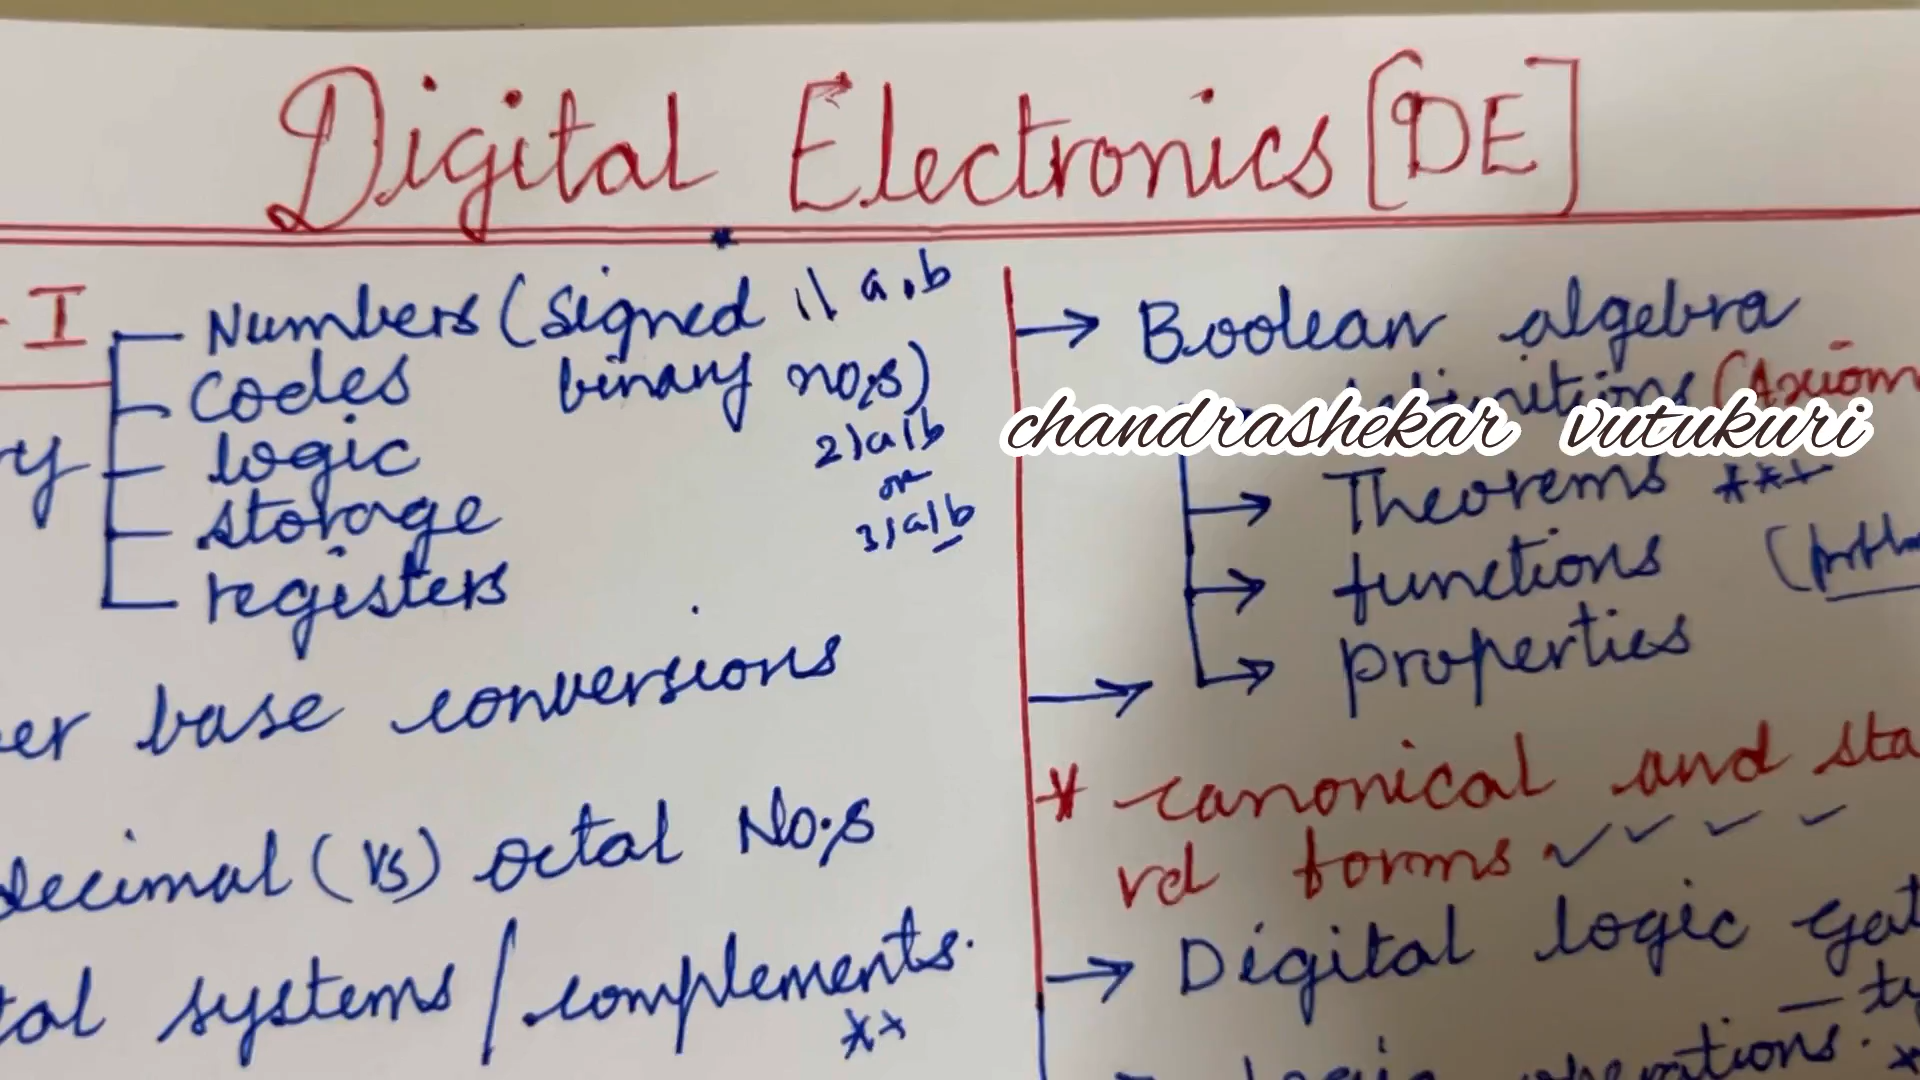 Digital Electronics [DE]
I
Numbers (signed 1) a,b
codes binary no,s)
logic 2) a/b
storage or
registers 3) a/b
base conversions
decimal (vs) octal No;s
systems / complements.
**
→ Boolean algebra
(Axiom
chandrashekar vutukuri
→ Theorems ***
→ functions
→ properties
→
* canonical and sta
rd forms ✓ ✓ ✓ ✓
→ Digital logic gat